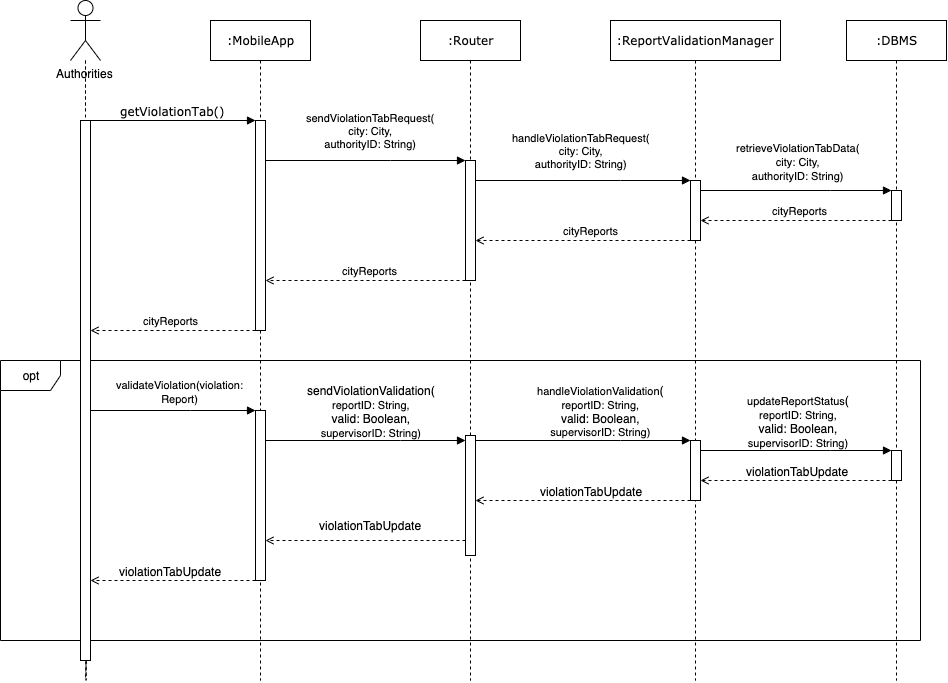 Authorities
:MobileApp
:Router
:ReportValidationManager
:DBMS
getViolationTab()
sendViolationTabRequest(
city: City,
authorityID: String)
handleViolationTabRequest(
city: City,
authorityID: String)
retrieveViolationTabData(
city: City,
authorityID: String)
cityReports
cityReports
cityReports
cityReports
opt
validateViolation(violation:
Report)
sendViolationValidation(
reportID: String,
valid: Boolean,
supervisorID: String)
handleViolationValidation(
reportID: String,
valid: Boolean,
supervisorID: String)
updateReportStatus(
reportID: String,
valid: Boolean,
supervisorID: String)
violationTabUpdate
violationTabUpdate
violationTabUpdate
violationTabUpdate